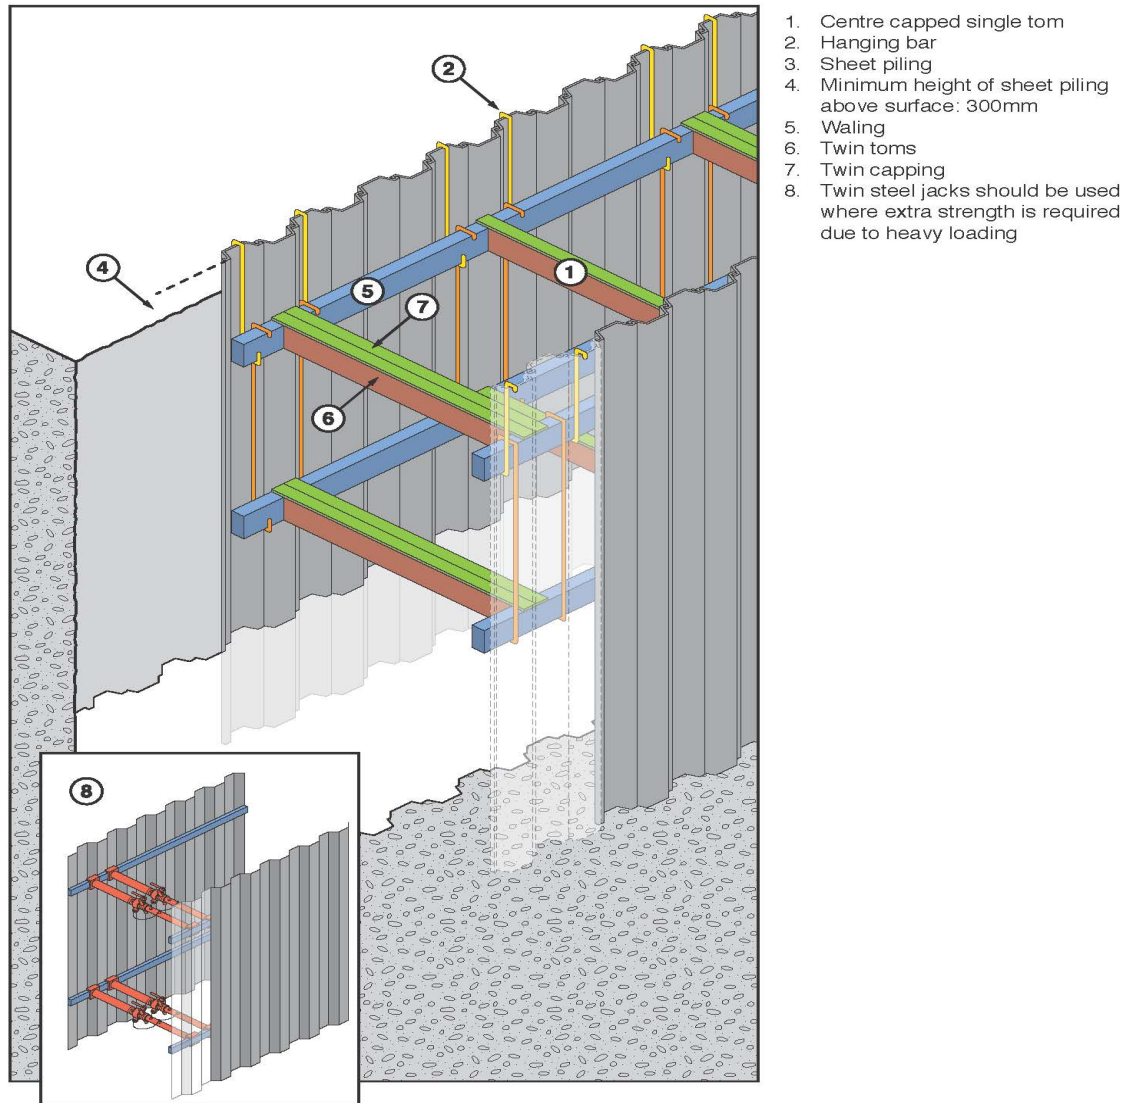 1. Centre capped single tom
2. Hanging bar
3. Sheet piling
4. Minimum height of sheet piling
above surface: 300mm
5. Waling
6. Twin toms
7. Twin capping
8. Twin steel jacks should be used
where extra strength is required
due to heavy loading
2
4
1
5
7
6
8